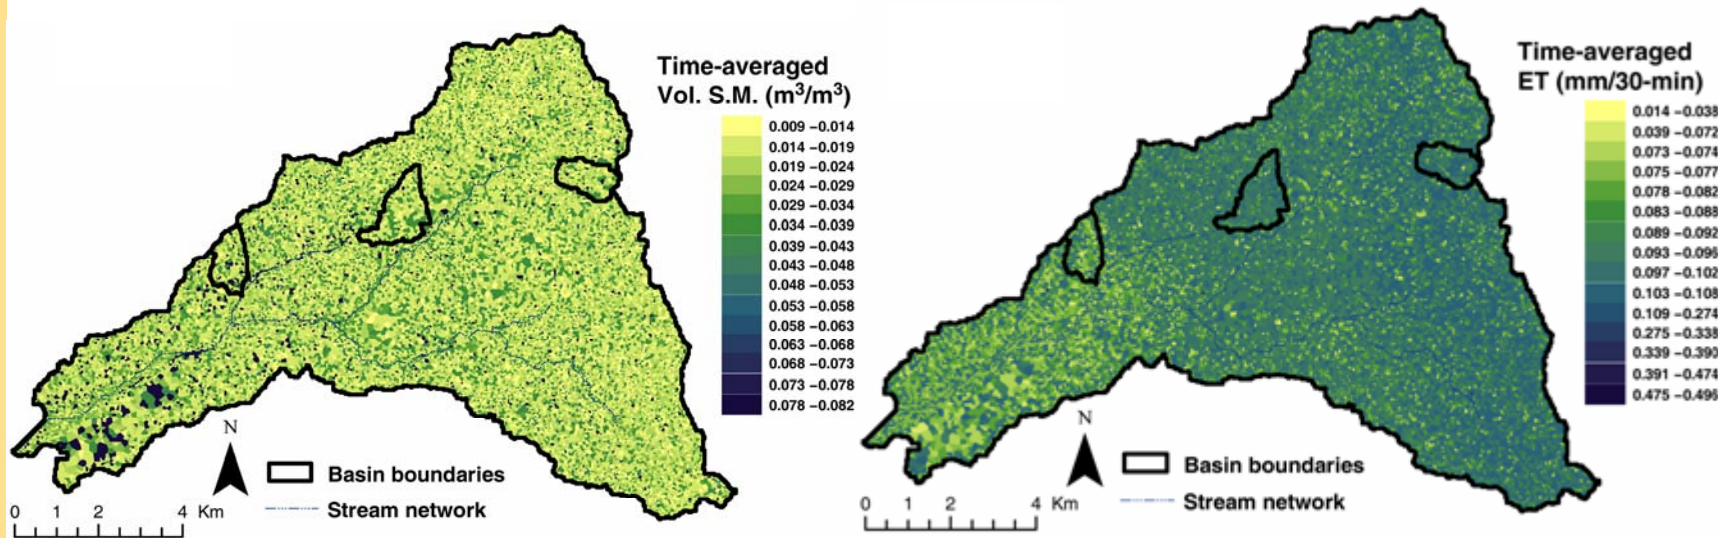 Time-averaged
Vol. S.M. (m³/m³)
0.009 –0.014
0.014 –0.019
0.019 –0.024
0.024 –0.029
0.029 –0.034
0.034 –0.039
0.039 –0.043
0.043 –0.048
0.048 –0.053
0.053 –0.058
0.058 –0.063
0.063 –0.068
0.068 –0.073
0.073 –0.078
0.078 –0.082
N
Basin boundaries
Stream network
0 1 2 4 Km
Time-averaged
ET (mm/30-min)
0.014 –0.038
0.039 –0.072
0.073 –0.074
0.075 –0.077
0.078 –0.082
0.083 –0.088
0.089 –0.092
0.093 –0.096
0.097 –0.102
0.103 –0.108
0.109 –0.274
0.275 –0.338
0.339 –0.390
0.391 –0.474
0.475 –0.496
N
Basin boundaries
Stream network
0 1 2 4 Km